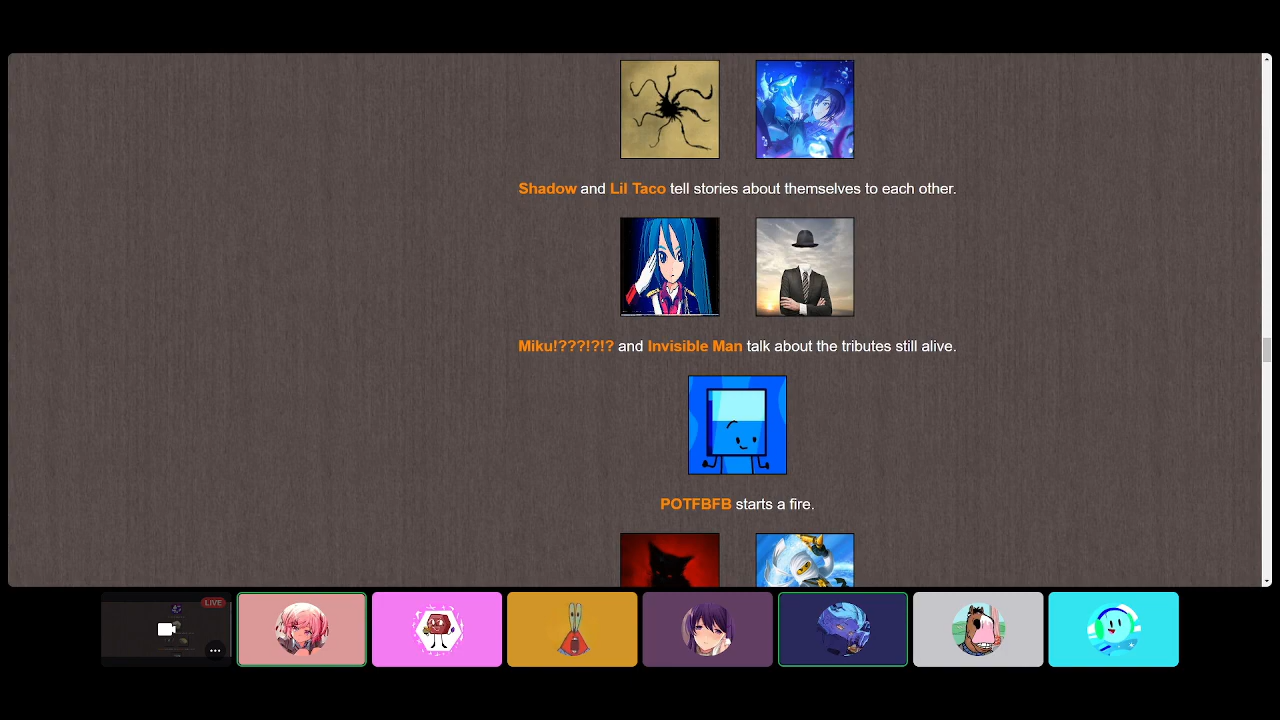 Shadow and Lil Taco tell stories about themselves to each other.
Miku!???!?!? and Invisible Man talk about the tributes still alive.
POTFBFB starts a fire.
LIVE